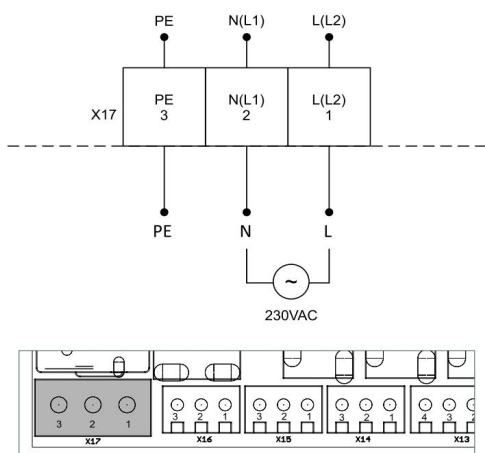 PE N(L1) L(L2)
X17 PE N(L1) L(L2)
3 2 1
PE N L
~
230VAC
3 2 1 3 2 1 3 2 1 3 2 1 4 3 2
X17 X16 X15 X14 X13